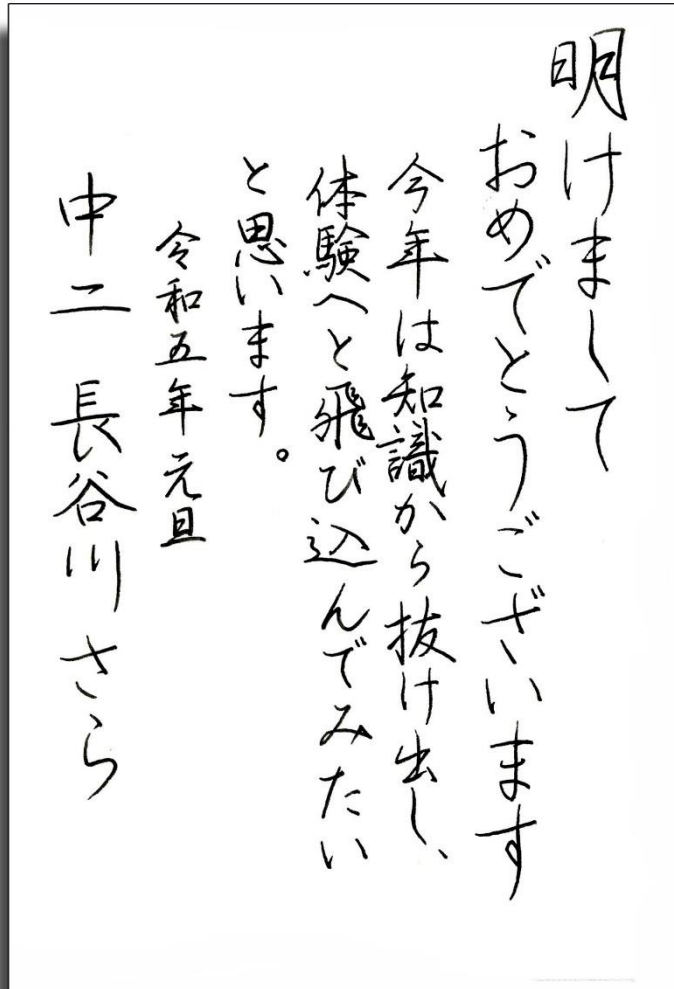 明けまして
おめでとうございます
今年は知識から抜け出し、
体験へと飛び込んでみたい
と思います。
令和五年元旦
中二 長谷川さら